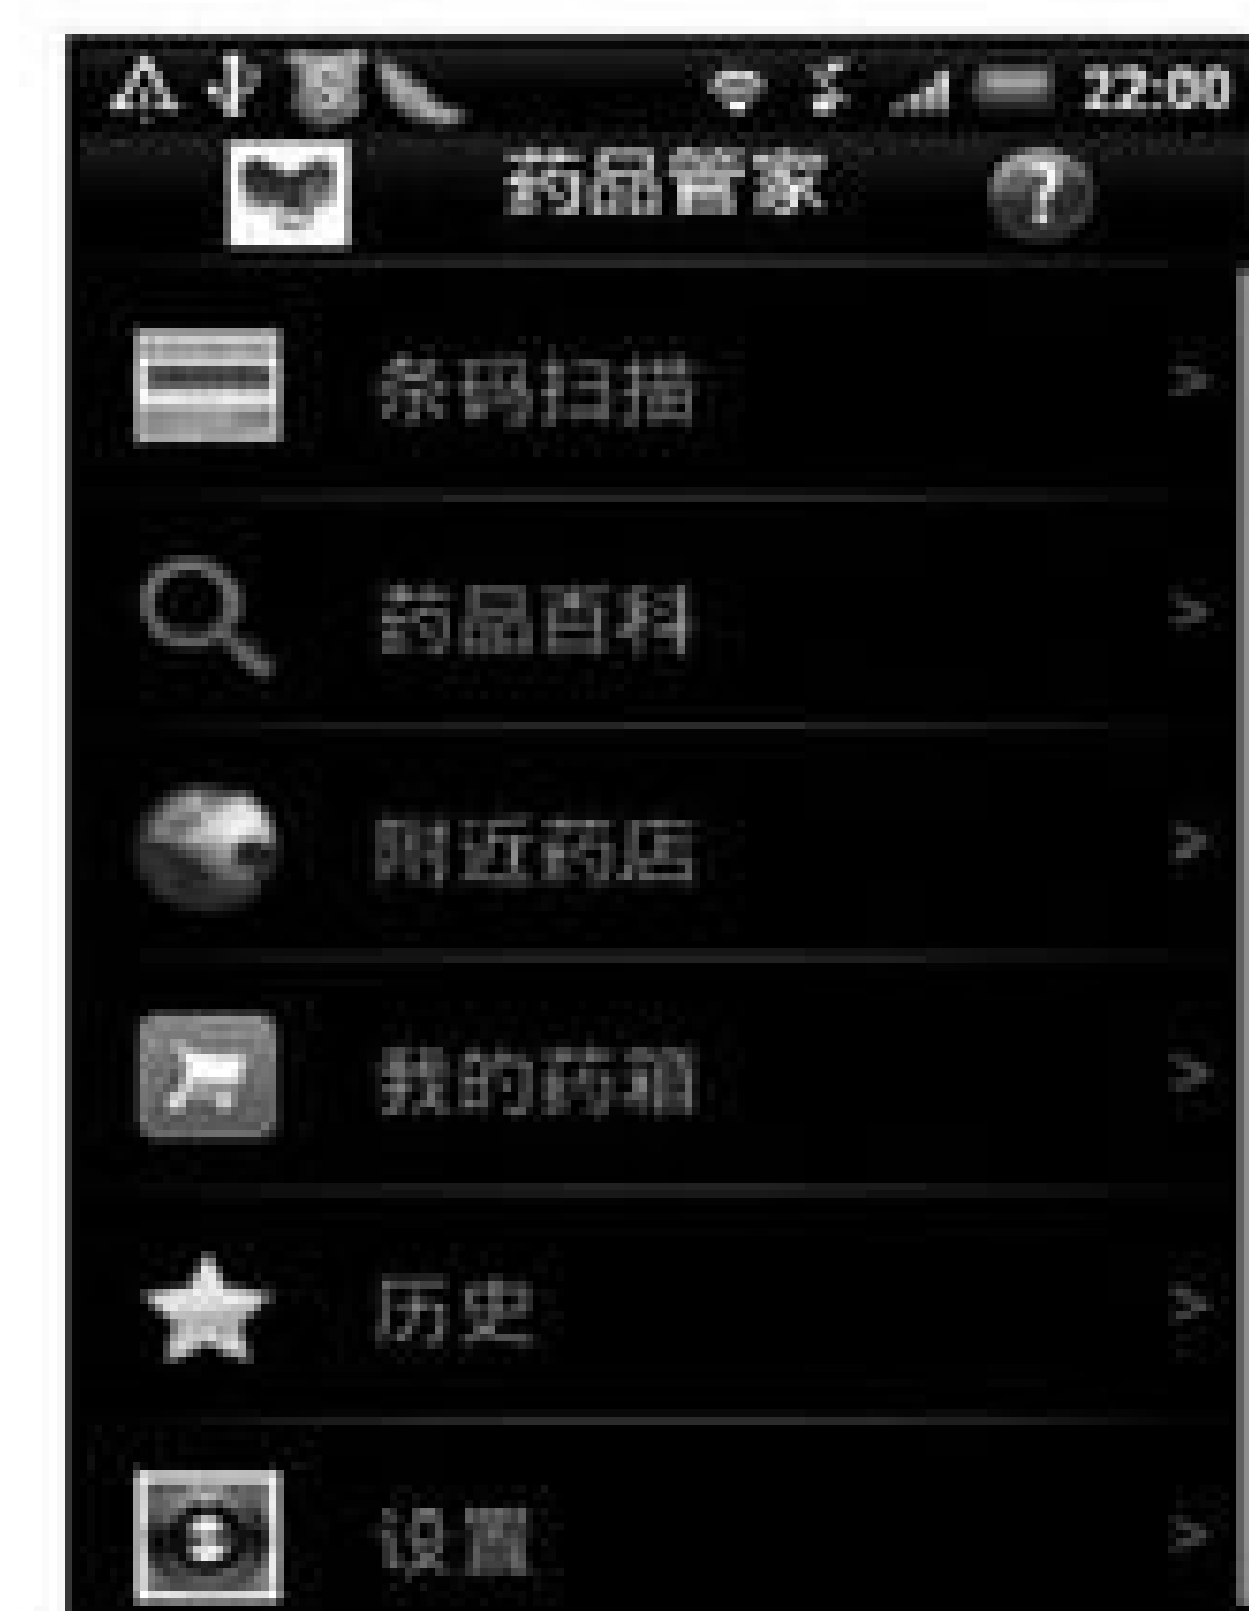 22:00
药品管家 ?
条码扫描 >
药品百科 >
附近药店 >
我的药箱 >
历史 >
设置 >